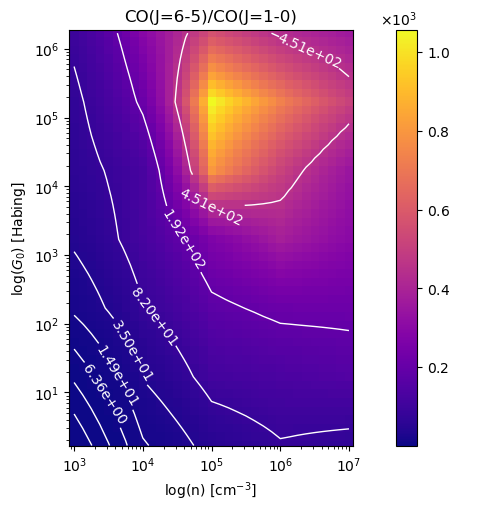 CO(J=6-5)/CO(J=1-0)
×10³
10⁶
10⁵
10⁴
10³
10²
10¹
log(G₀) [Habing]
4.51e+02
4.51e+02
1.92e+02
8.20e+01
3.50e+01
1.49e+01
6.36e+00
1.0
0.8
0.6
0.4
0.2
10³ 10⁴ 10⁵ 10⁶ 10⁷
log(n) [cm⁻³]